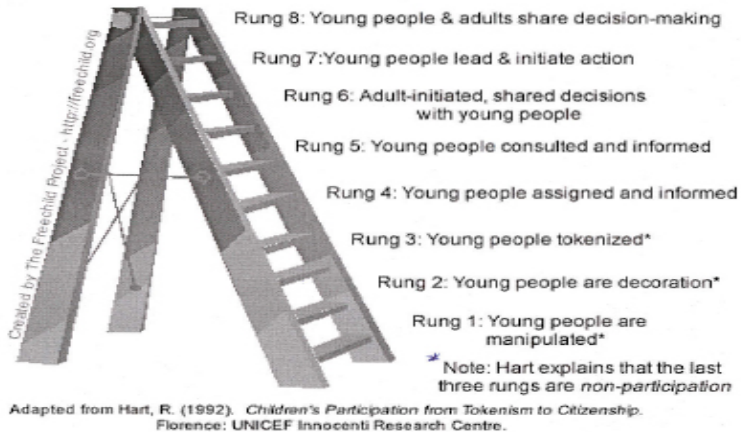 Rung 8: Young people & adults share decision-making
Rung 7:Young people lead & initiate action
Rung 6: Adult-initiated, shared decisions
with young people
Rung 5: Young people consulted and informed
Rung 4: Young people assigned and informed
Rung 3: Young people tokenized*
Rung 2: Young people are decoration*
Rung 1: Young people are
manipulated*
* Note: Hart explains that the last
three rungs are non-participation
Created by The Freechild Project - http://freechild.org
Adapted from Hart, R. (1992). Children's Participation from Tokenism to Citizenship.
Florence: UNICEF Innocenti Research Centre.